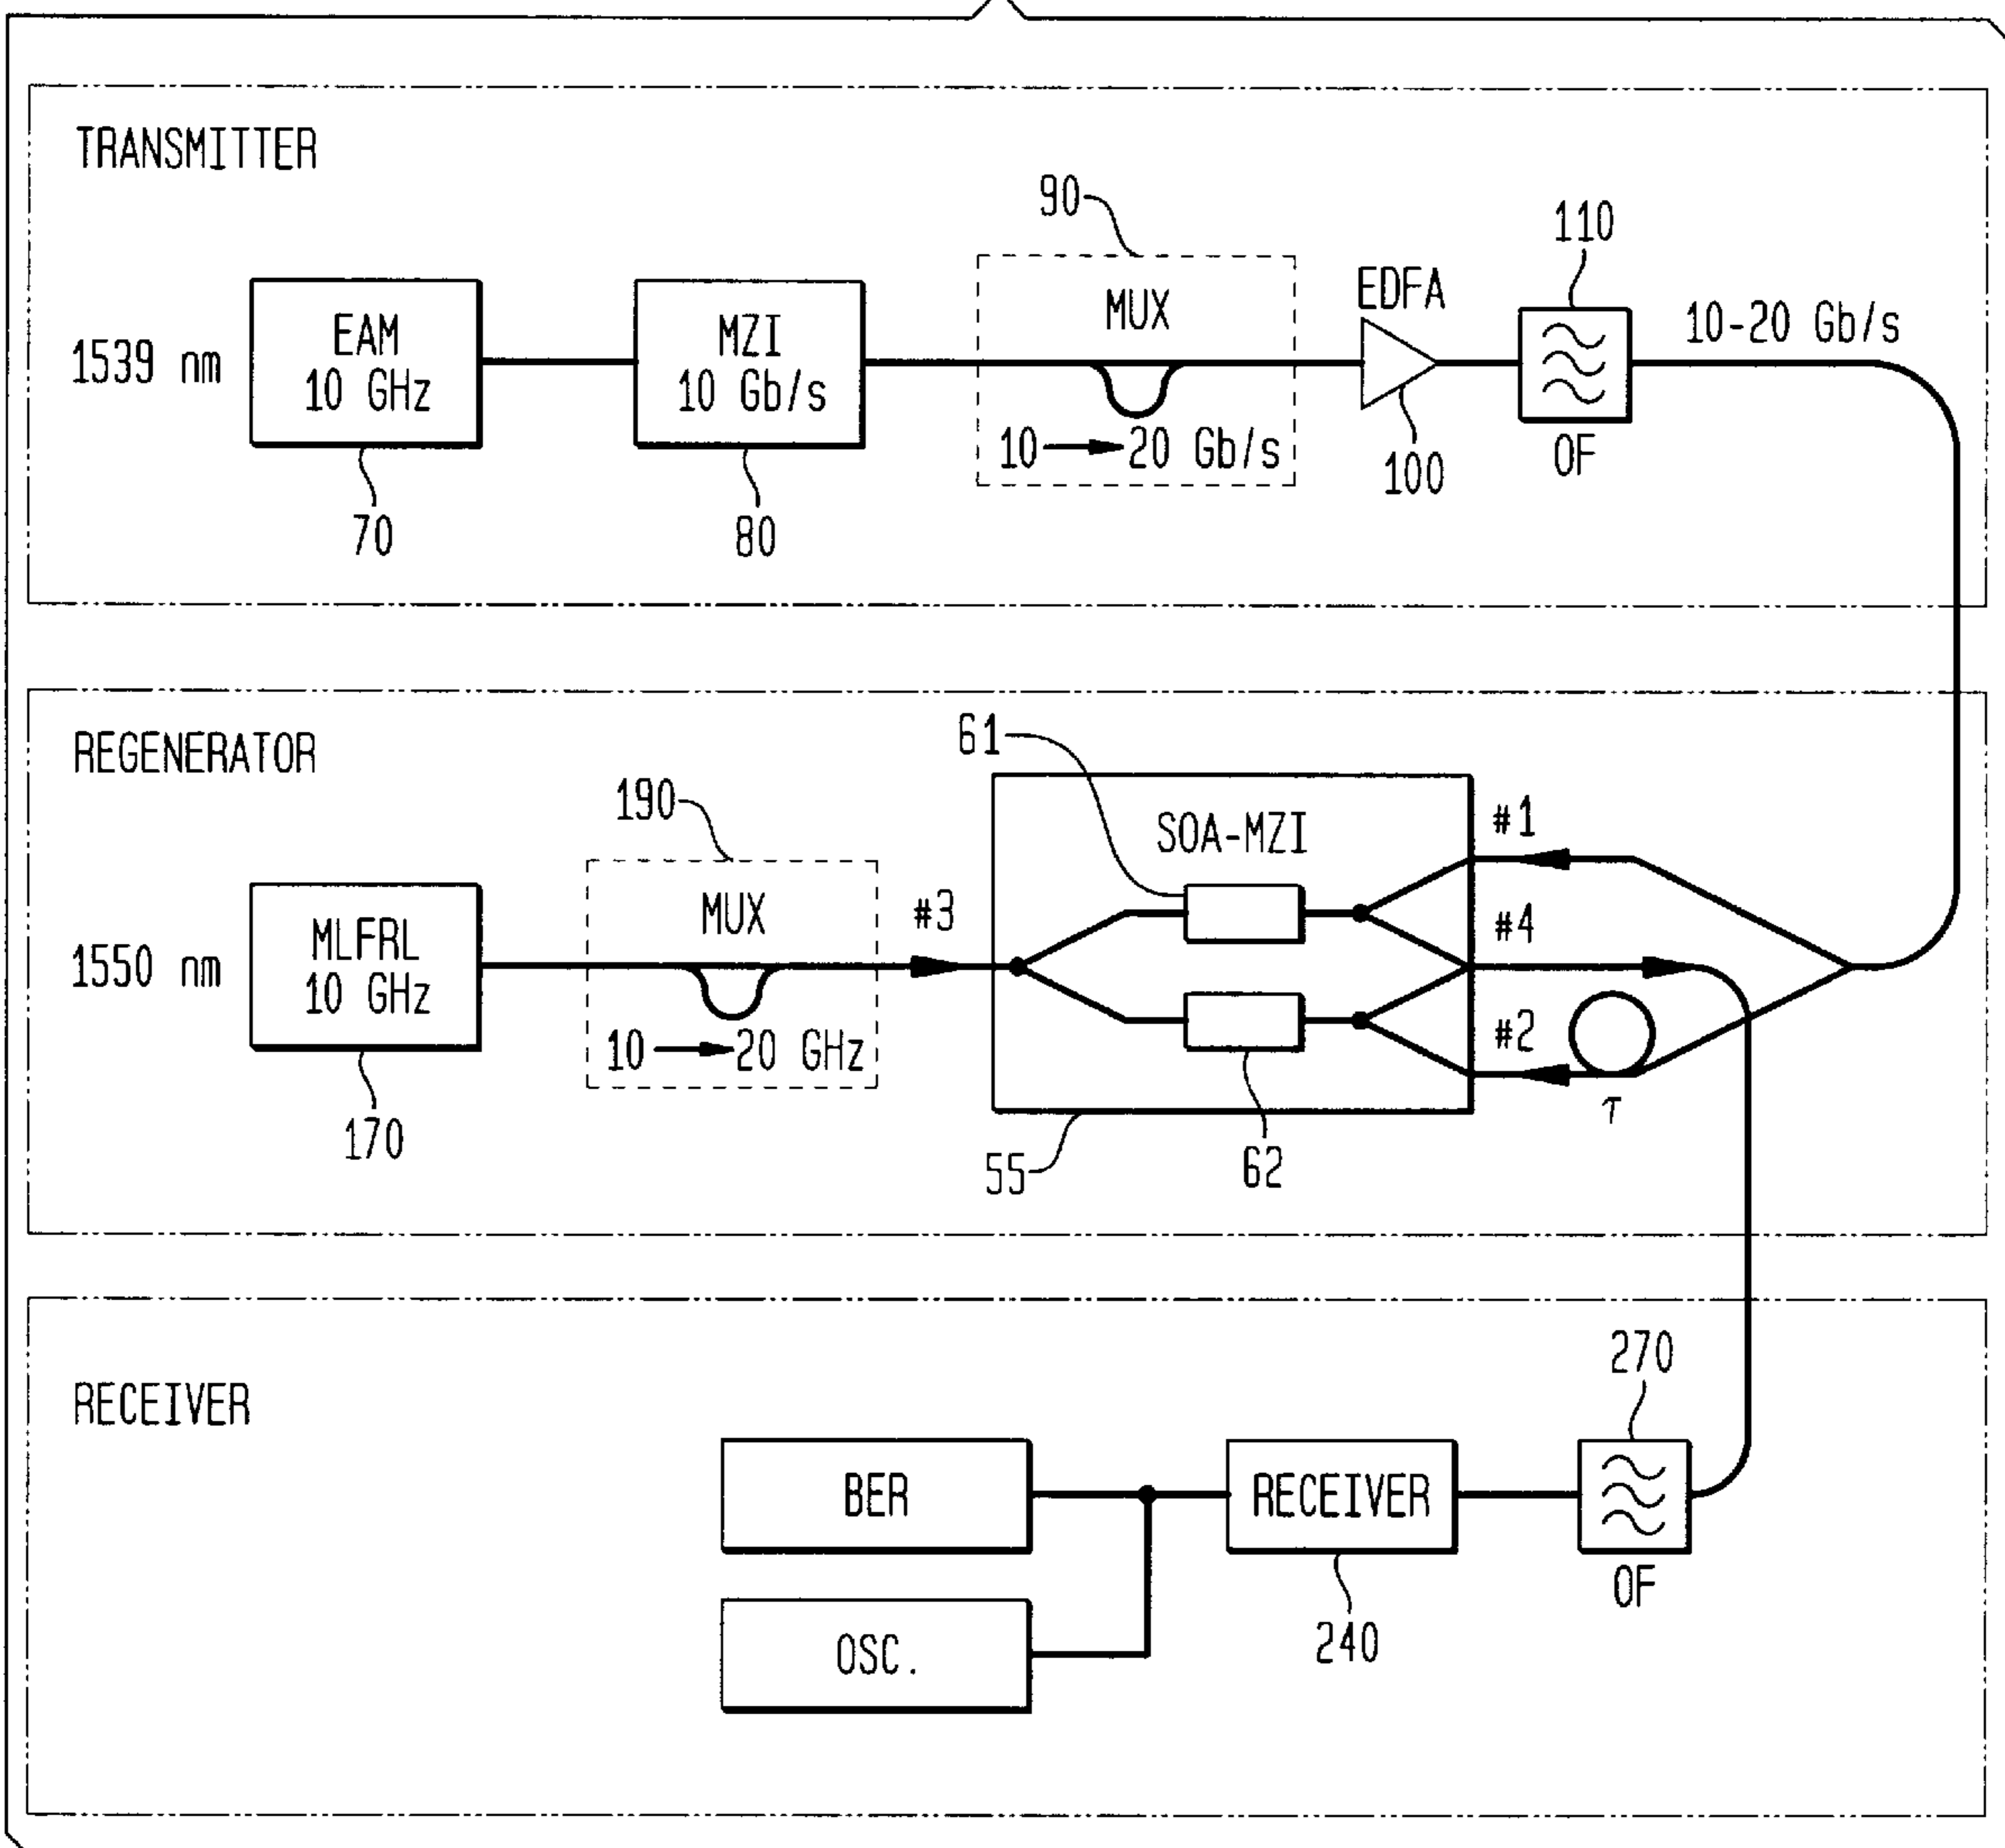 TRANSMITTER
90
110
EDFA
10-20 Gb/s
MUX
1539 nm
EAM
10 GHz
MZI
10 Gb/s
10 20 Gb/s
100
OF
70
80
REGENERATOR
61
190
SOA-MZI
#1
MUX
#3
#4
1550 nm
MLFRL
10 GHz
10 20 GHz
#2
τ
170
55
62
RECEIVER
270
BER
RECEIVER
OF
OSC.
240